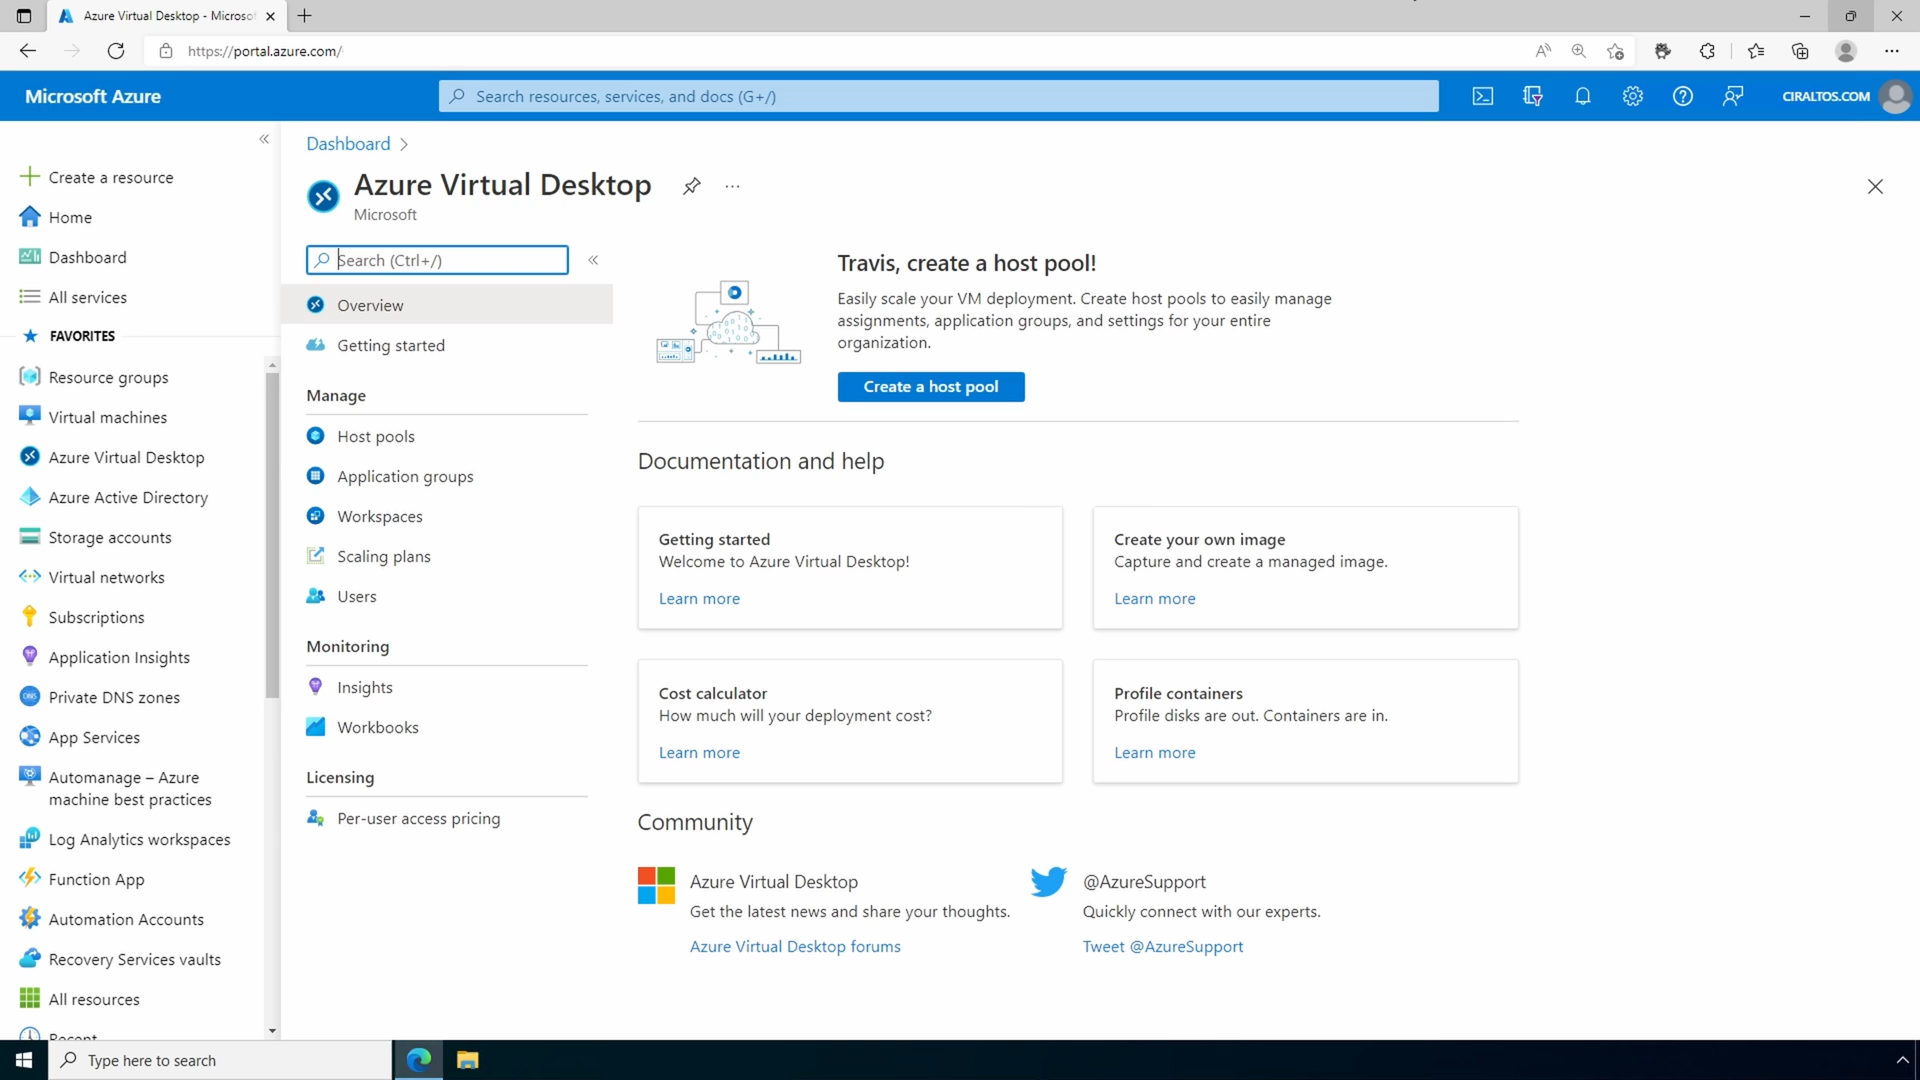 Azure Virtual Desktop - Microsof
https://portal.azure.com/
Microsoft Azure
Search resources, services, and docs (G+/)
CIRALTOS.COM
Dashboard
Azure Virtual Desktop
Microsoft
Create a resource
Home
Dashboard
All services
FAVORITES
Resource groups
Virtual machines
Azure Virtual Desktop
Azure Active Directory
Storage accounts
Virtual networks
Subscriptions
Application Insights
Private DNS zones
App Services
Automanage – Azure
machine best practices
Log Analytics workspaces
Function App
Automation Accounts
Recovery Services vaults
All resources
Recent
Search (Ctrl+/)
Overview
Getting started
Manage
Host pools
Application groups
Workspaces
Scaling plans
Users
Monitoring
Insights
Workbooks
Licensing
Per-user access pricing
Travis, create a host pool!
Easily scale your VM deployment. Create host pools to easily manage
assignments, application groups, and settings for your entire
organization.
Create a host pool
Documentation and help
Getting started
Welcome to Azure Virtual Desktop!
Learn more
Create your own image
Capture and create a managed image.
Learn more
Cost calculator
How much will your deployment cost?
Learn more
Profile containers
Profile disks are out. Containers are in.
Learn more
Community
Azure Virtual Desktop
Get the latest news and share your thoughts.
Azure Virtual Desktop forums
@AzureSupport
Quickly connect with our experts.
Tweet @AzureSupport
Type here to search